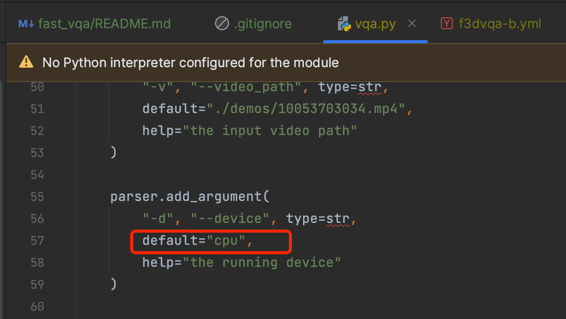 fast_vqa/README.md .gitignore vqa.py f3dvqa-b.yml
No Python interpreter configured for the module
50 "-v", "--video_path", type=str,
51 default="./demos/10053703034.mp4",
52 help="the input video path"
53 )
54
55 parser.add_argument(
56 "-d", "--device", type=str,
57 default="cpu",
58 help="the running device"
59 )
60